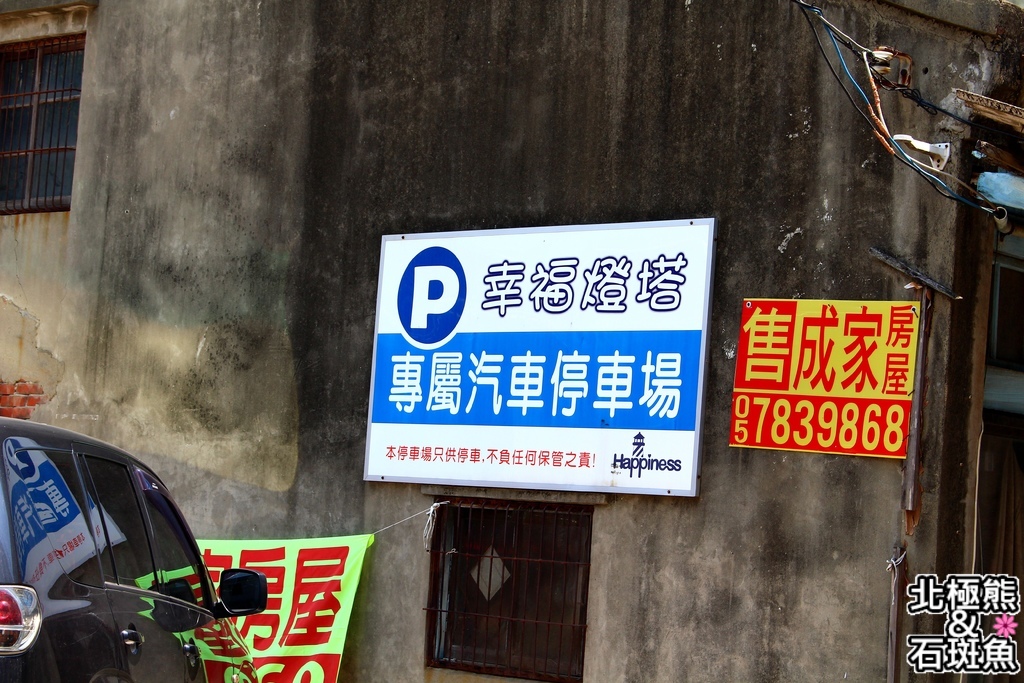 P 幸福燈塔
專屬汽車停車場
本停車場只供停車,不負任何保管之責!
Happiness
售成家房屋
05 7839868
房屋
北極熊
&
石斑魚